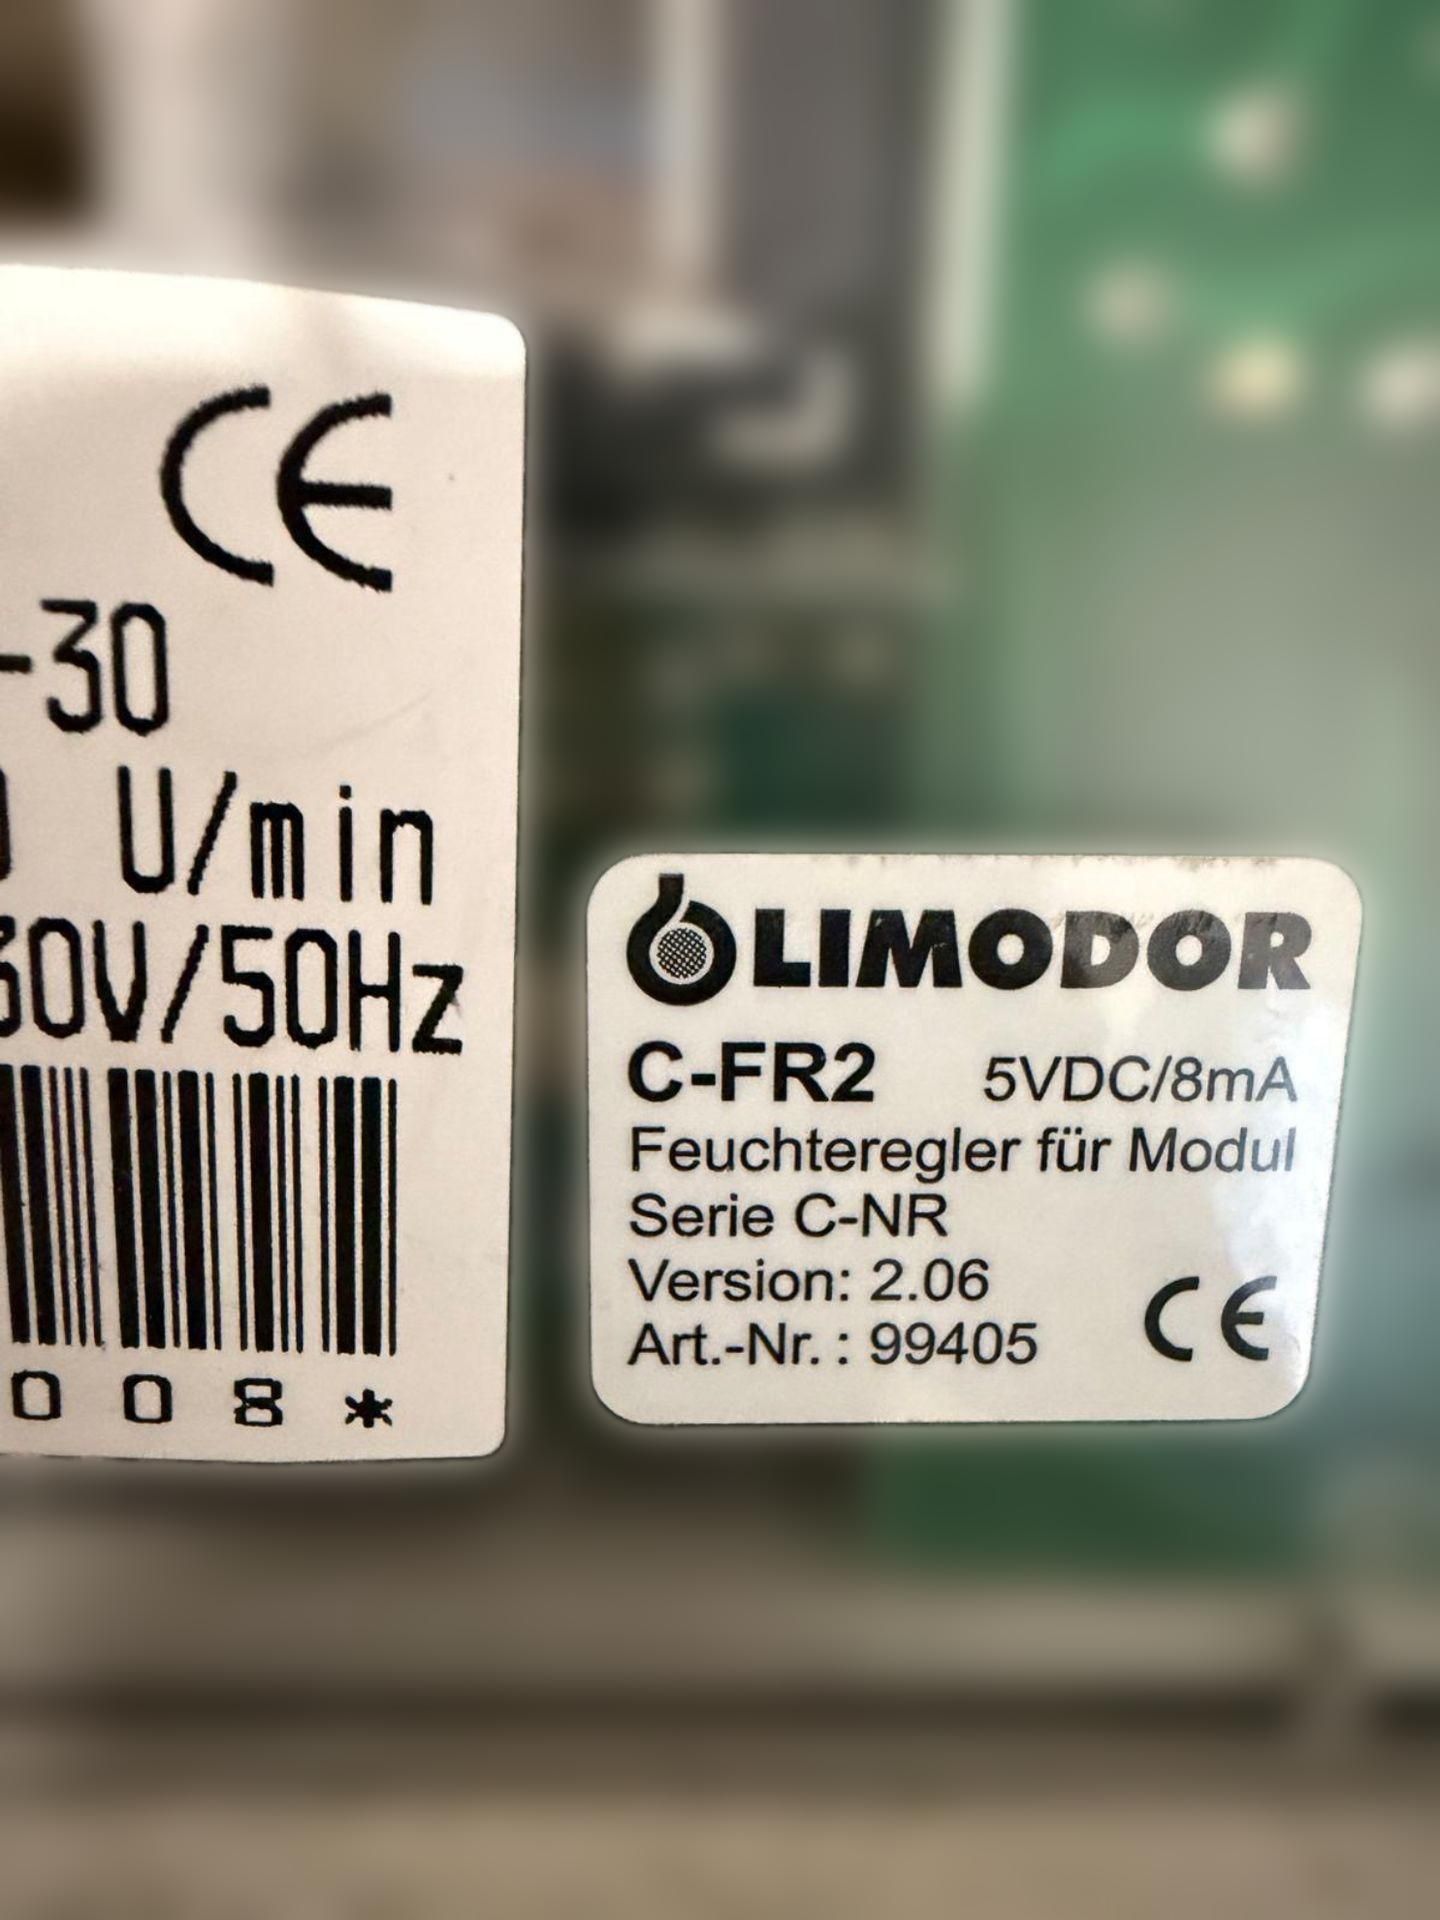 CE
-30
U/min
30V/50Hz
008*
LIMODOR
C-FR2 5VDC/8mA
Feuchteregler für Modul
Serie C-NR
Version: 2.06
Art.-Nr. : 99405 CE